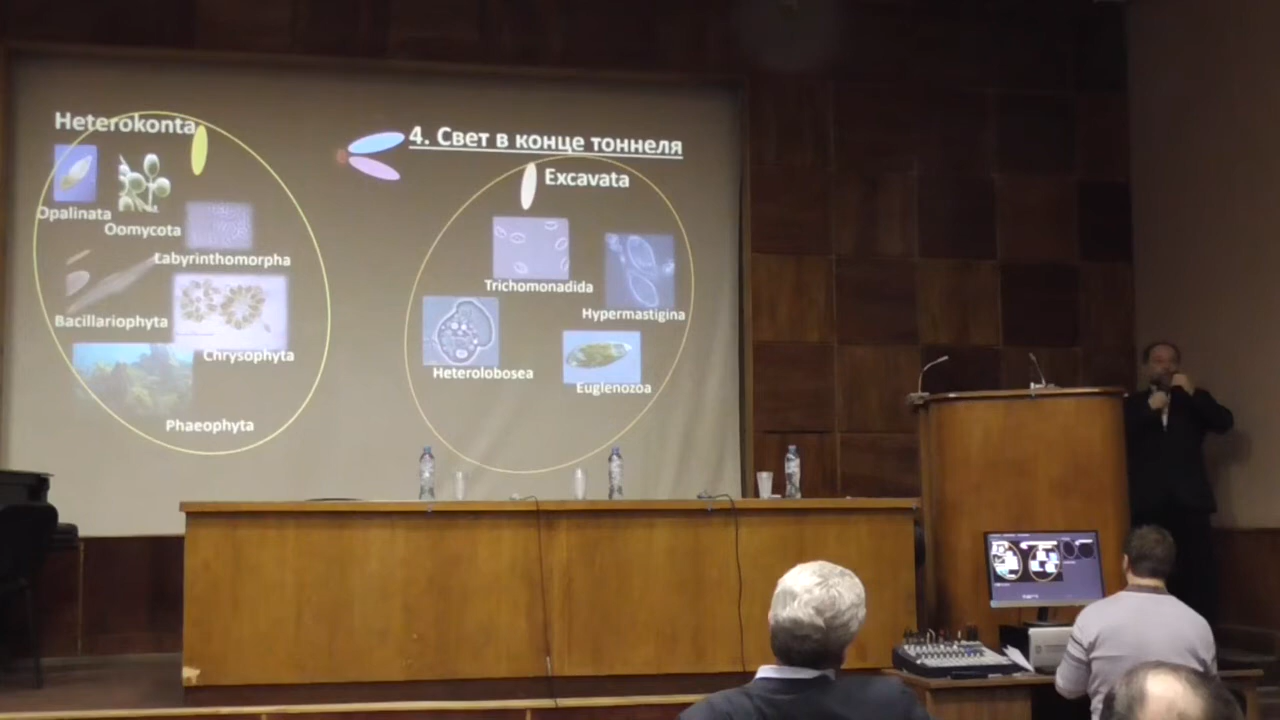 Heterokonta
4. Свет в конце тоннеля
Excavata
Opalinata
Oomycota
Labyrinthomorpha
Bacillariophyta
Chrysophyta
Phaeophyta
Trichomonadida
Hypermastigina
Heterolobosea
Euglenozoa